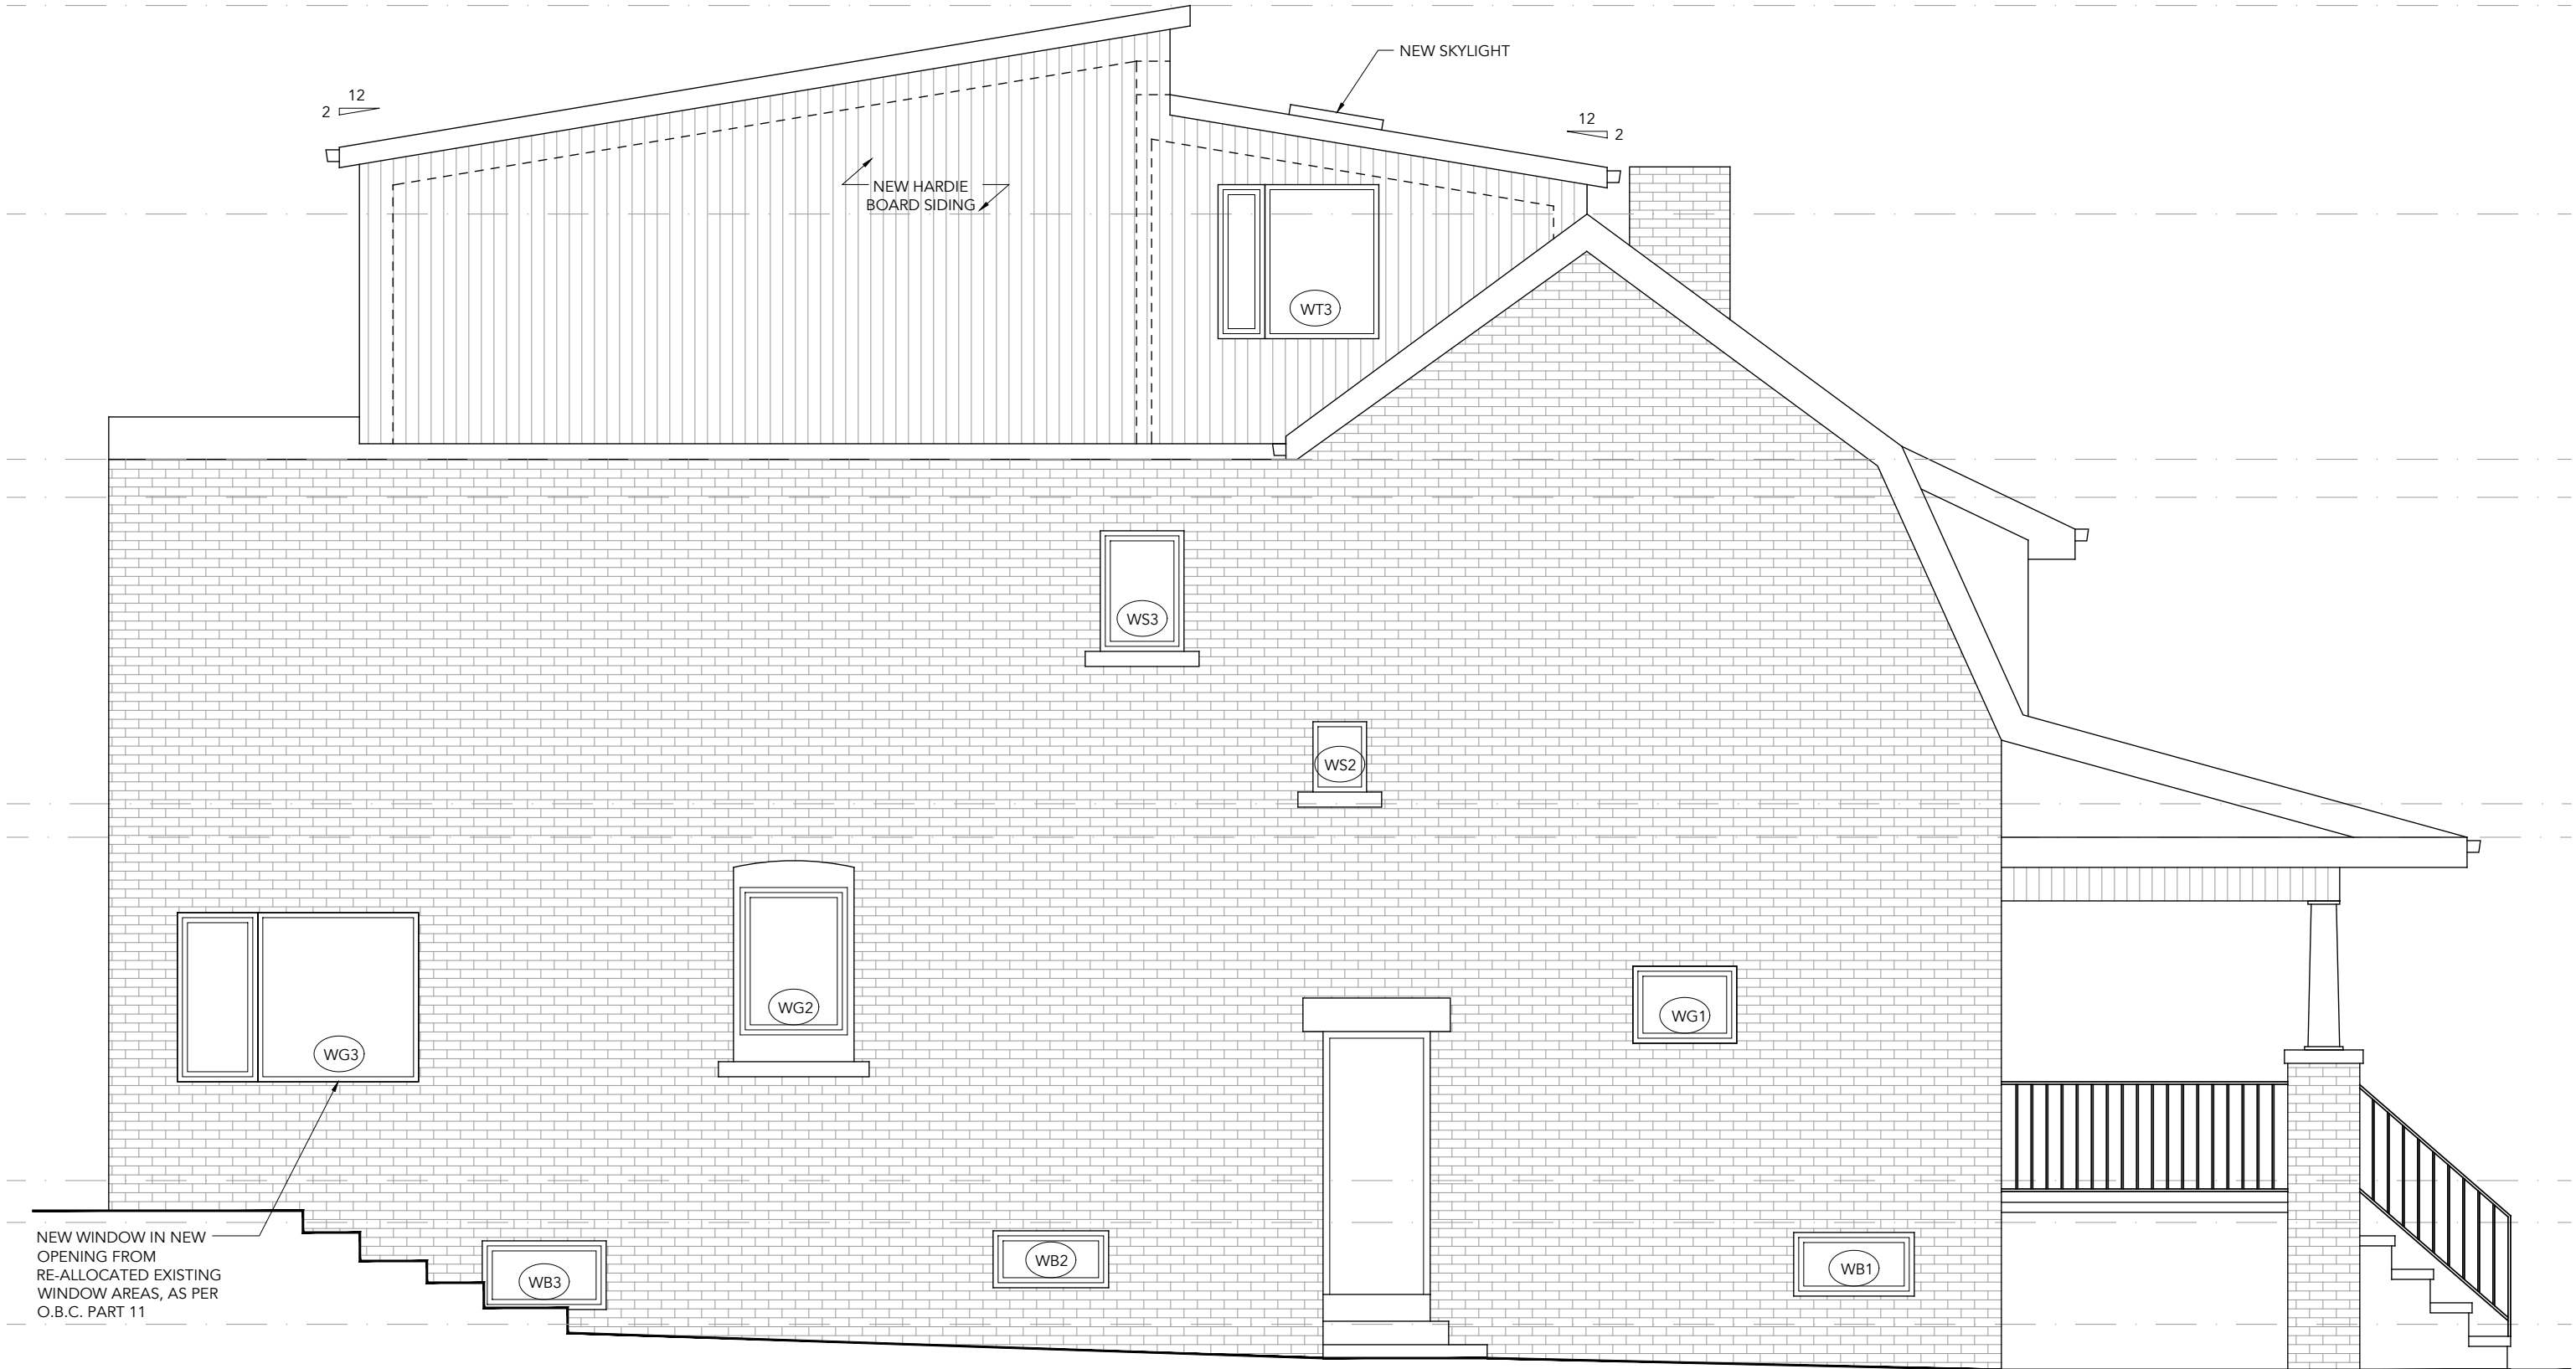 NEW SKYLIGHT
12
2
12
2
NEW HARDIE
BOARD SIDING
WT3
WS3
WS2
WG2
WG1
WG3
NEW WINDOW IN NEW
OPENING FROM
RE-ALLOCATED EXISTING
WINDOW AREAS, AS PER
O.B.C. PART 11
WB3
WB2
WB1